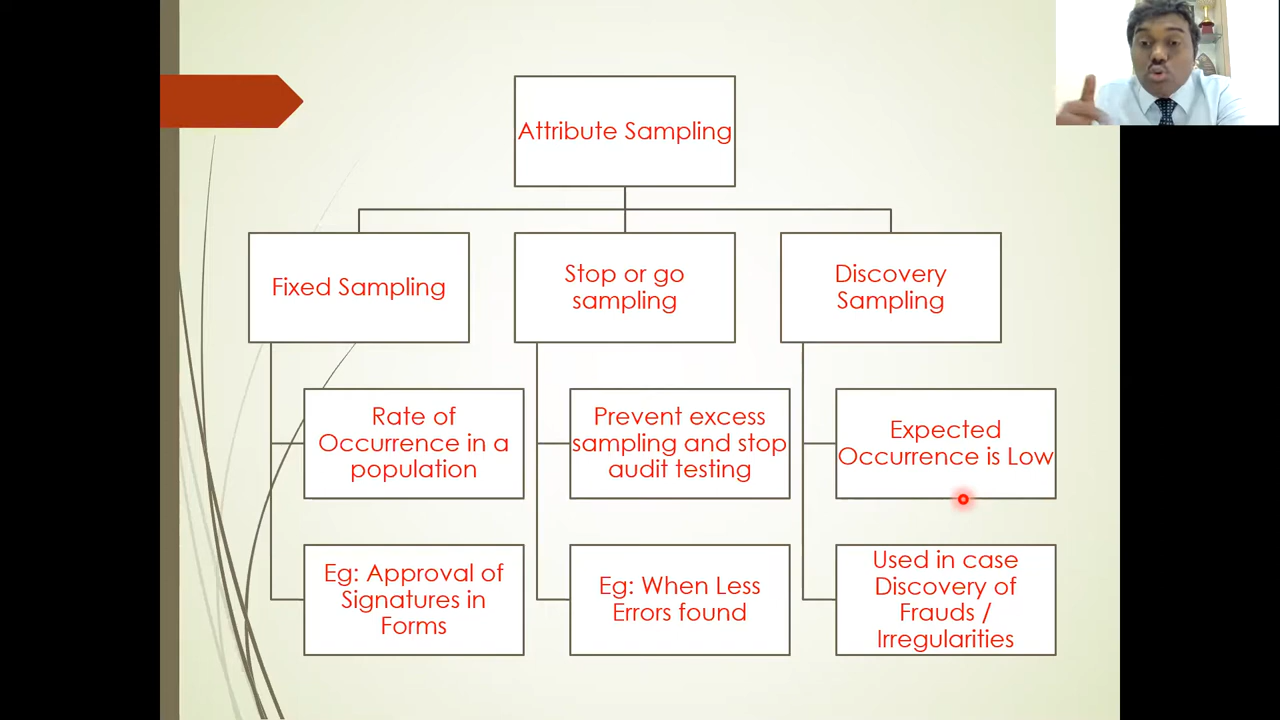 Attribute Sampling
Fixed Sampling
Stop or go
sampling
Discovery
Sampling
Rate of
Occurrence in a
population
Prevent excess
sampling and stop
audit testing
Expected
Occurrence is Low
Eg: Approval of
Signatures in
Forms
Eg: When Less
Errors found
Used in case
Discovery of
Frauds /
Irregularities